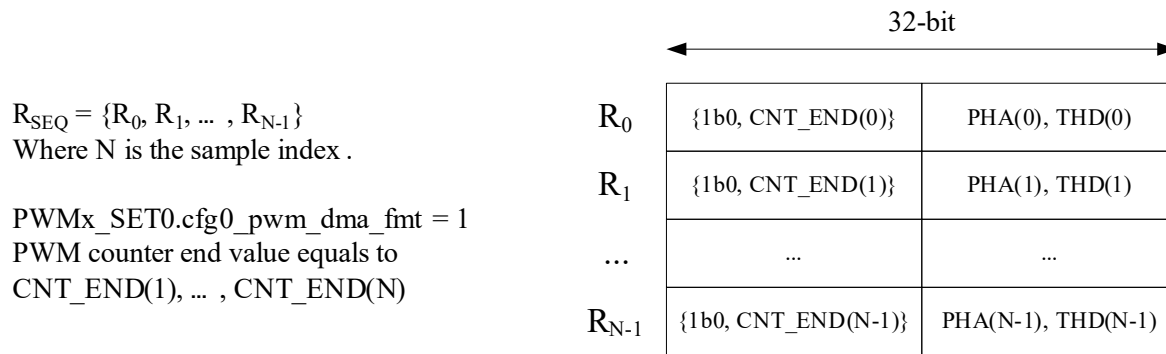 32-bit
R_SEQ = {R_0, R_1, ... , R_N-1}
Where N is the sample index .
PWMx_SET0.cfg0_pwm_dma_fmt = 1
PWM counter end value equals to
CNT_END(1), ... , CNT_END(N)
R_0 {1b0, CNT_END(0)} PHA(0), THD(0)
R_1 {1b0, CNT_END(1)} PHA(1), THD(1)
... ... ...
R_N-1 {1b0, CNT_END(N-1)} PHA(N-1), THD(N-1)